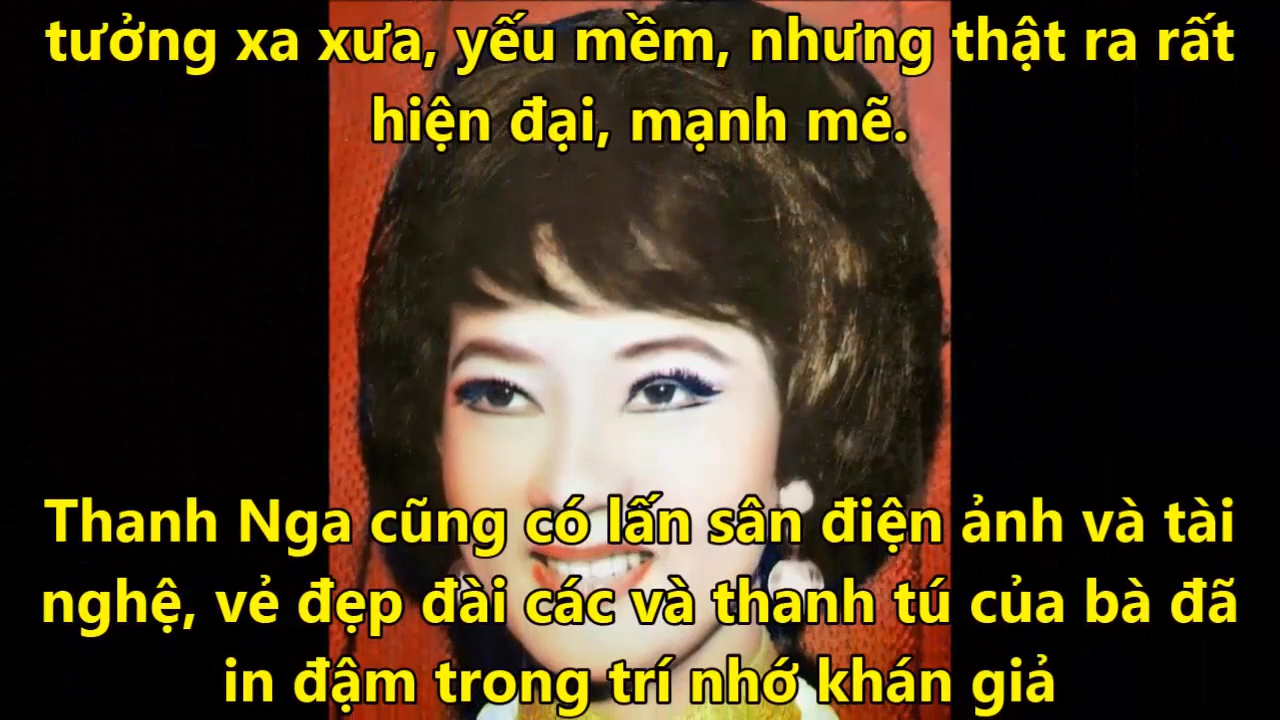 tưởng xa xưa, yếu mềm, nhưng thật ra rất
hiện đại, mạnh mẽ.
Thanh Nga cũng có lấn sân điện ảnh và tài
nghệ, vẻ đẹp đài các và thanh tú của bà đã
in đậm trong trí nhớ khán giả